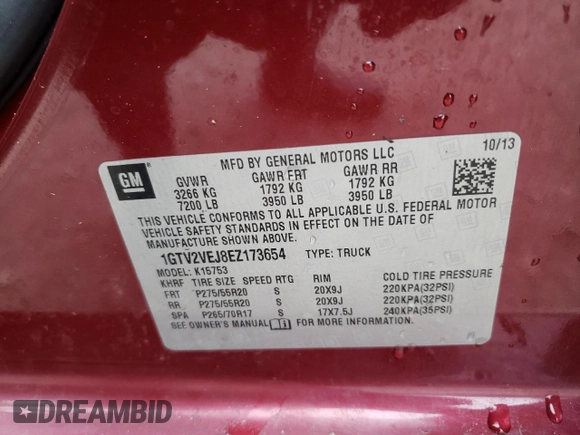 GM
MFD BY GENERAL MOTORS LLC
10/13
GVWR GAWR FRT GAWR RR
3266 KG 1792 KG 1792 KG
7200 LB 3950 LB 3950 LB
THIS VEHICLE CONFORMS TO ALL APPLICABLE U.S. FEDERAL MOTOR
VEHICLE SAFETY STANDARDS IN EFFECT ON THE DATE OF
MANUFACTURE SHOWN ABOVE.
1GTV2VEJ8EZ173654 TYPE: TRUCK
MODEL: K15753
KHRF TIRE SIZE SPEED RTG RIM COLD TIRE PRESSURE
FRT P275/55R20 S 20X9J 220KPA(32PSI)
RR P275/55R20 S 20X9J 220KPA(32PSI)
SPA P265/70R17 S 17X7.5J 240KPA(35PSI)
SEE OWNER'S MANUAL FOR MORE INFORMATION.
DREAMBID